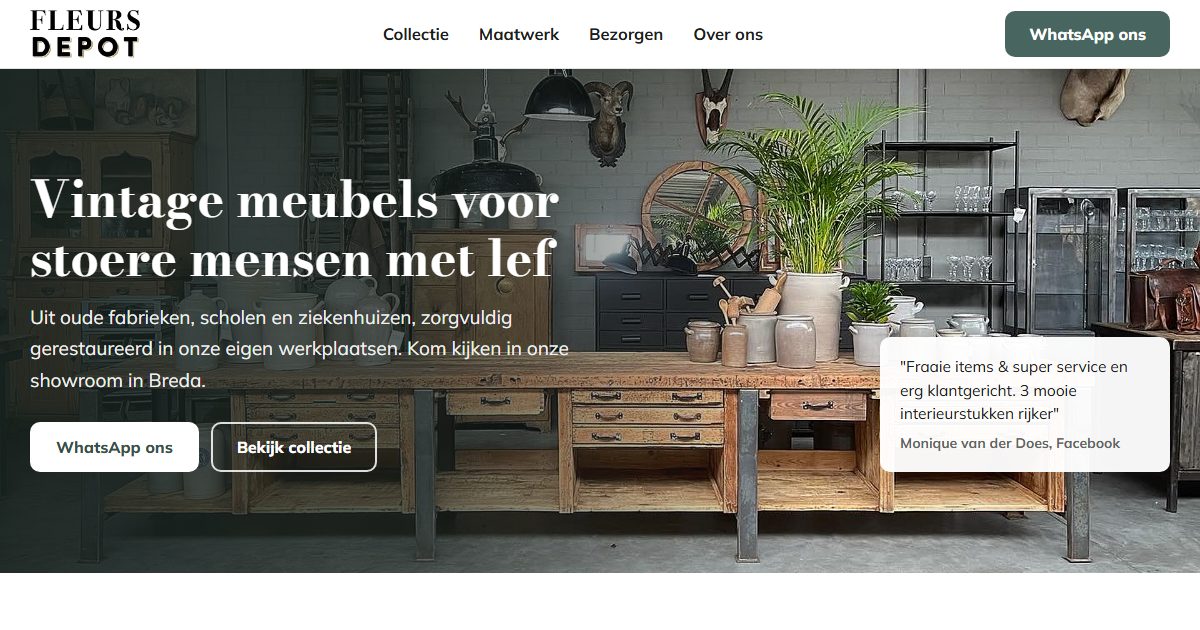 FLEURS
DEPOT
Collectie
Maatwerk
Bezorgen
Over ons
WhatsApp ons
Vintage meubels voor
stoere mensen met lef
Uit oude fabrieken, scholen en ziekenhuizen, zorgvuldig
gerestaureerd in onze eigen werkplaatsen. Kom kijken in onze
showroom in Breda.
WhatsApp ons
Bekijk collectie
"Fraaie items & super service en
erg klantgericht. 3 mooie
interieurstukken rijker"
Monique van der Does, Facebook